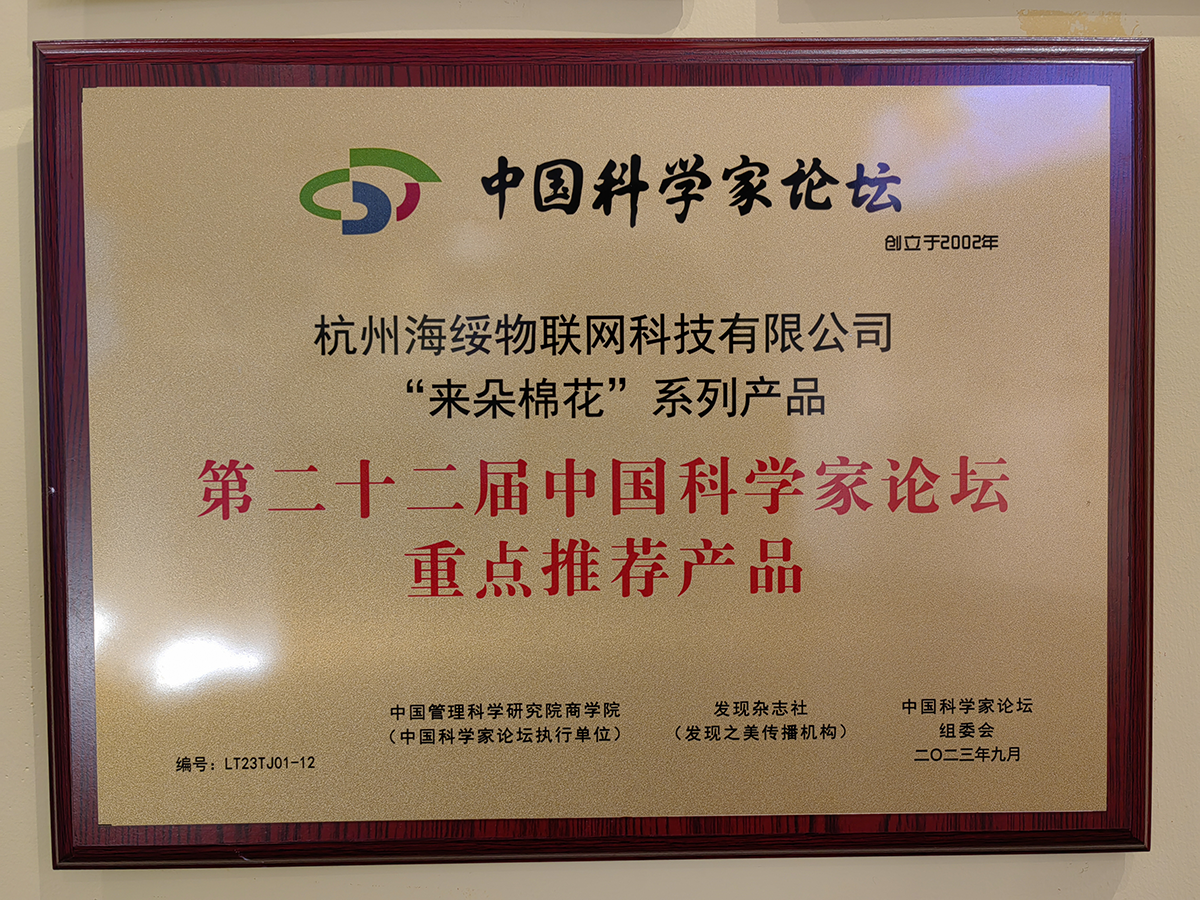 中国科学家论坛
创立于2002年
杭州海绥物联网科技有限公司
“来朵棉花”系列产品
第二十二届中国科学家论坛
重点推荐产品
中国管理科学研究院商学院
（中国科学家论坛执行单位）
发现杂志社
（发现之美传播机构）
中国科学家论坛
组委会
二〇二三年九月
编号：LT23TJ01-12